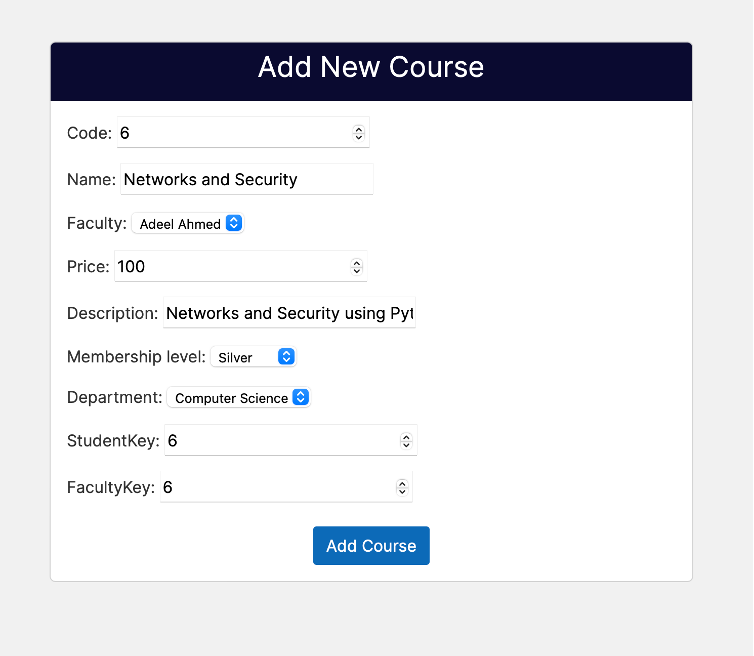 Add New Course
Code: 6
Name: Networks and Security
Faculty: Adeel Ahmed
Price: 100
Description: Networks and Security using Pyt
Membership level: Silver
Department: Computer Science
StudentKey: 6
FacultyKey: 6
Add Course